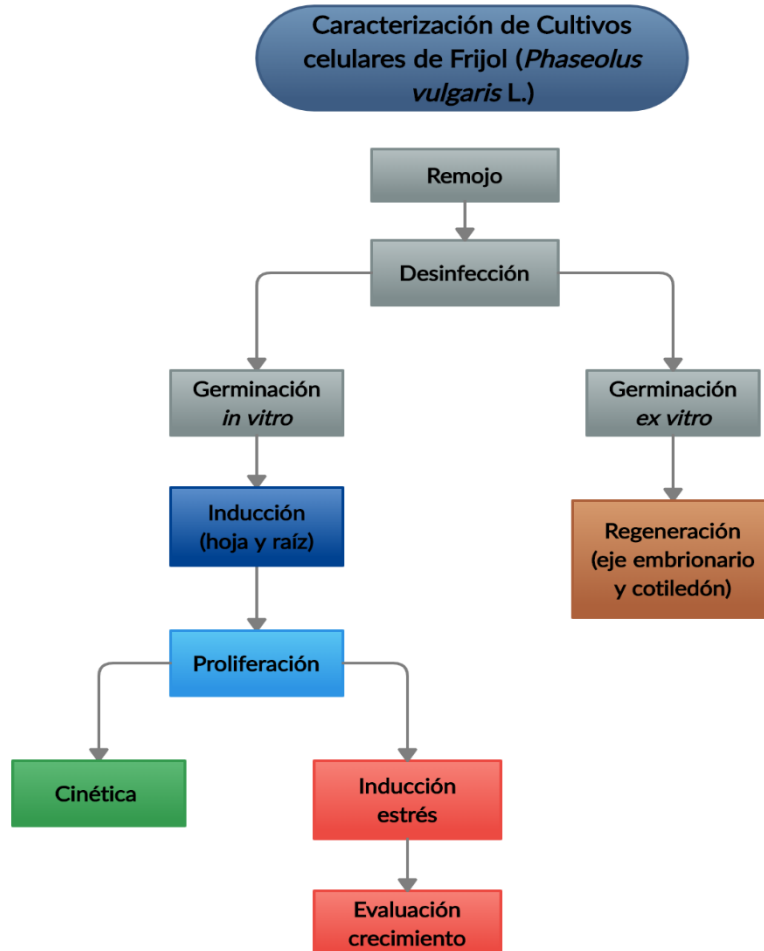 Caracterización de Cultivos
celulares de Frijol (Phaseolus
vulgaris L.)
Remojo
Desinfección
Germinación
in vitro
Germinación
ex vitro
Inducción
(hoja y raíz)
Regeneración
(eje embrionario
y cotiledón)
Proliferación
Cinética
Inducción
estrés
Evaluación
crecimiento